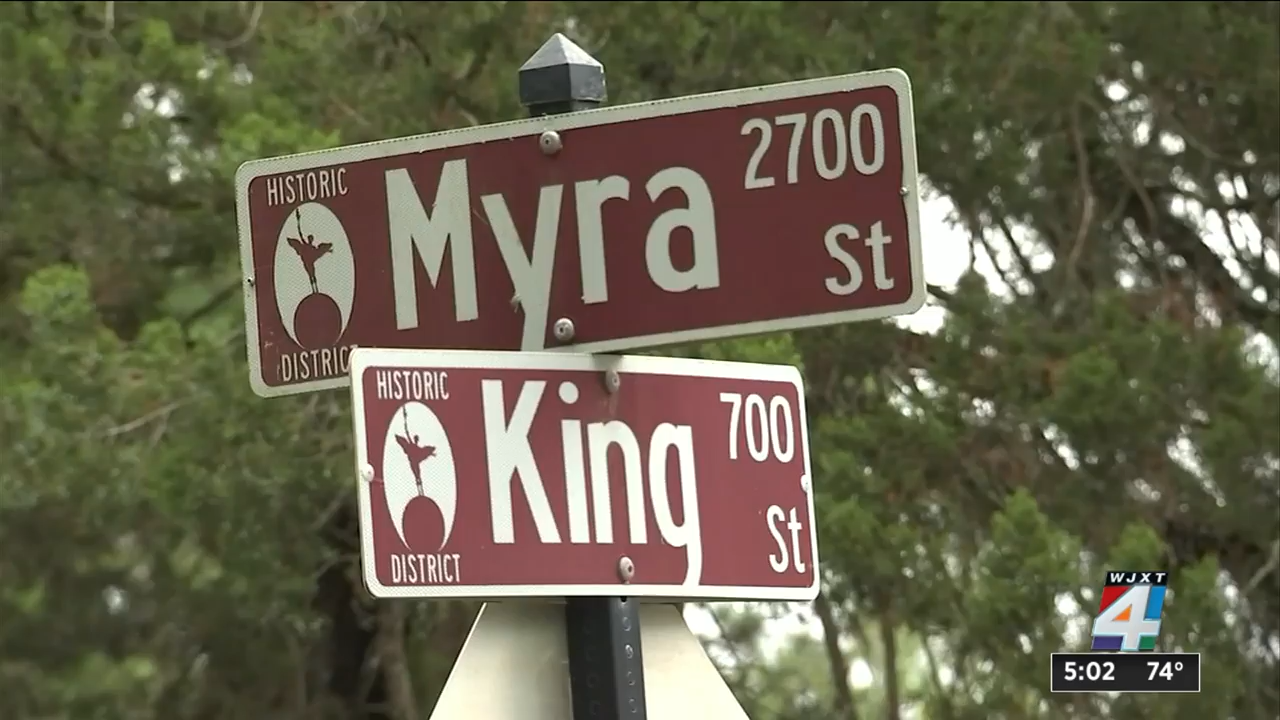 HISTORIC
Myra 2700
St
DISTRICT
HISTORIC
King 700
St
DISTRICT
WJXT
4
5:02 74°